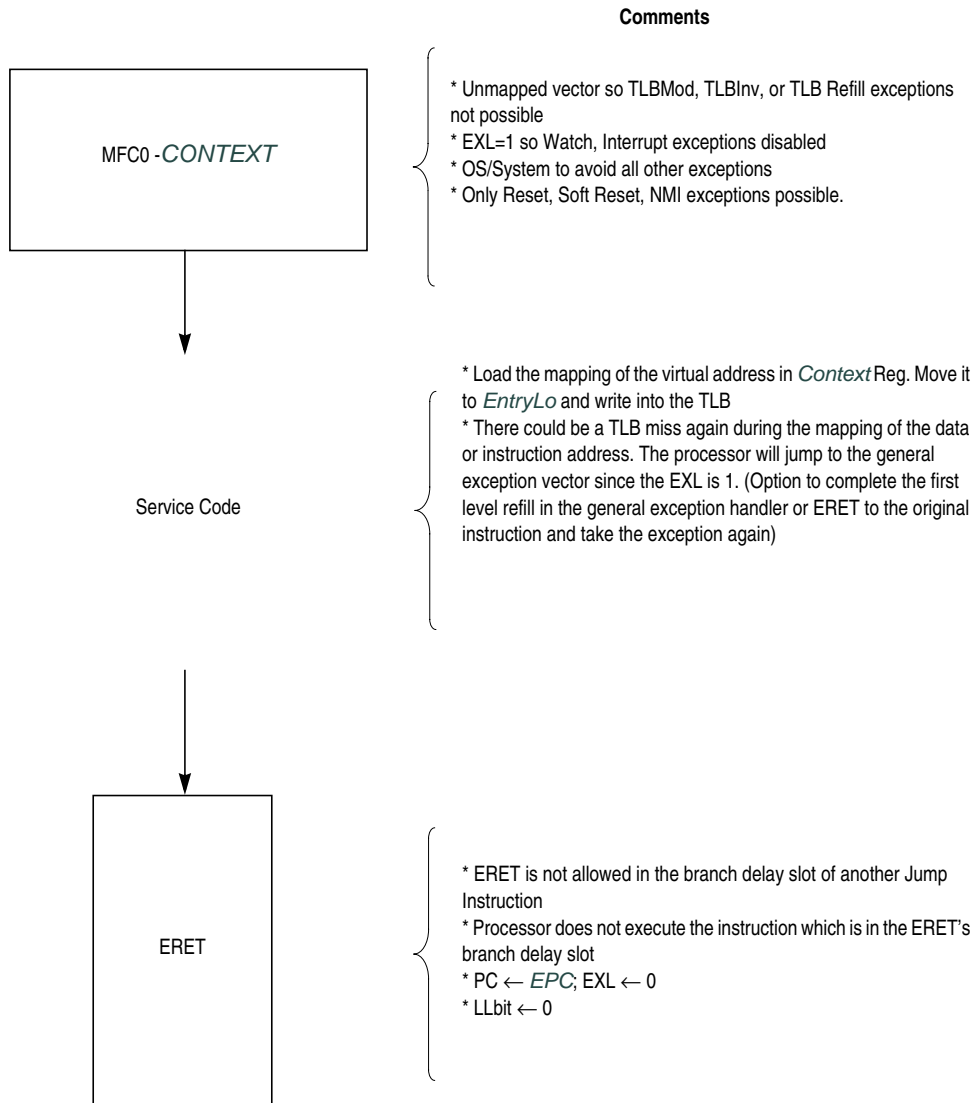 Comments
MFC0 -CONTEXT
* Unmapped vector so TLBMod, TLBInv, or TLB Refill exceptions
not possible
* EXL=1 so Watch, Interrupt exceptions disabled
* OS/System to avoid all other exceptions
* Only Reset, Soft Reset, NMI exceptions possible.
Service Code
* Load the mapping of the virtual address in Context Reg. Move it
to EntryLo and write into the TLB
* There could be a TLB miss again during the mapping of the data
or instruction address. The processor will jump to the general
exception vector since the EXL is 1. (Option to complete the first
level refill in the general exception handler or ERET to the original
instruction and take the exception again)
ERET
* ERET is not allowed in the branch delay slot of another Jump
Instruction
* Processor does not execute the instruction which is in the ERET's
branch delay slot
* PC ← EPC; EXL ← 0
* LLbit ← 0